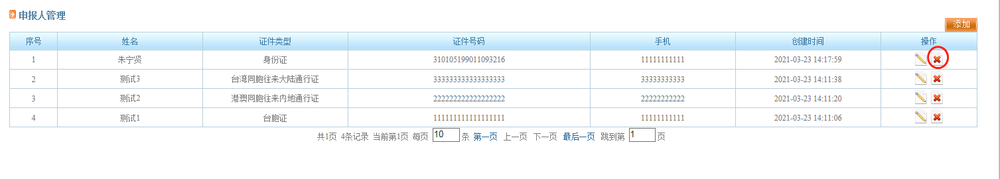 申报人管理
添加
序号 姓名 证件类型 证件号码 手机 创建时间 操作
1 朱宁贤 身份证 310105199011093216 11111111111 2021-03-23 14:17:59
2 测试3 台湾同胞往来大陆通行证 333333333333333333 33333333333 2021-03-23 14:11:38
3 测试2 港澳同胞往来内地通行证 222222222222222222 22222222222 2021-03-23 14:11:20
4 测试1 台胞证 111111111111111111 11111111111 2021-03-23 14:11:06
共1页 4条记录 当前第1页 每页 10 条 第一页 上一页 下一页 最后一页 跳到第 1 页